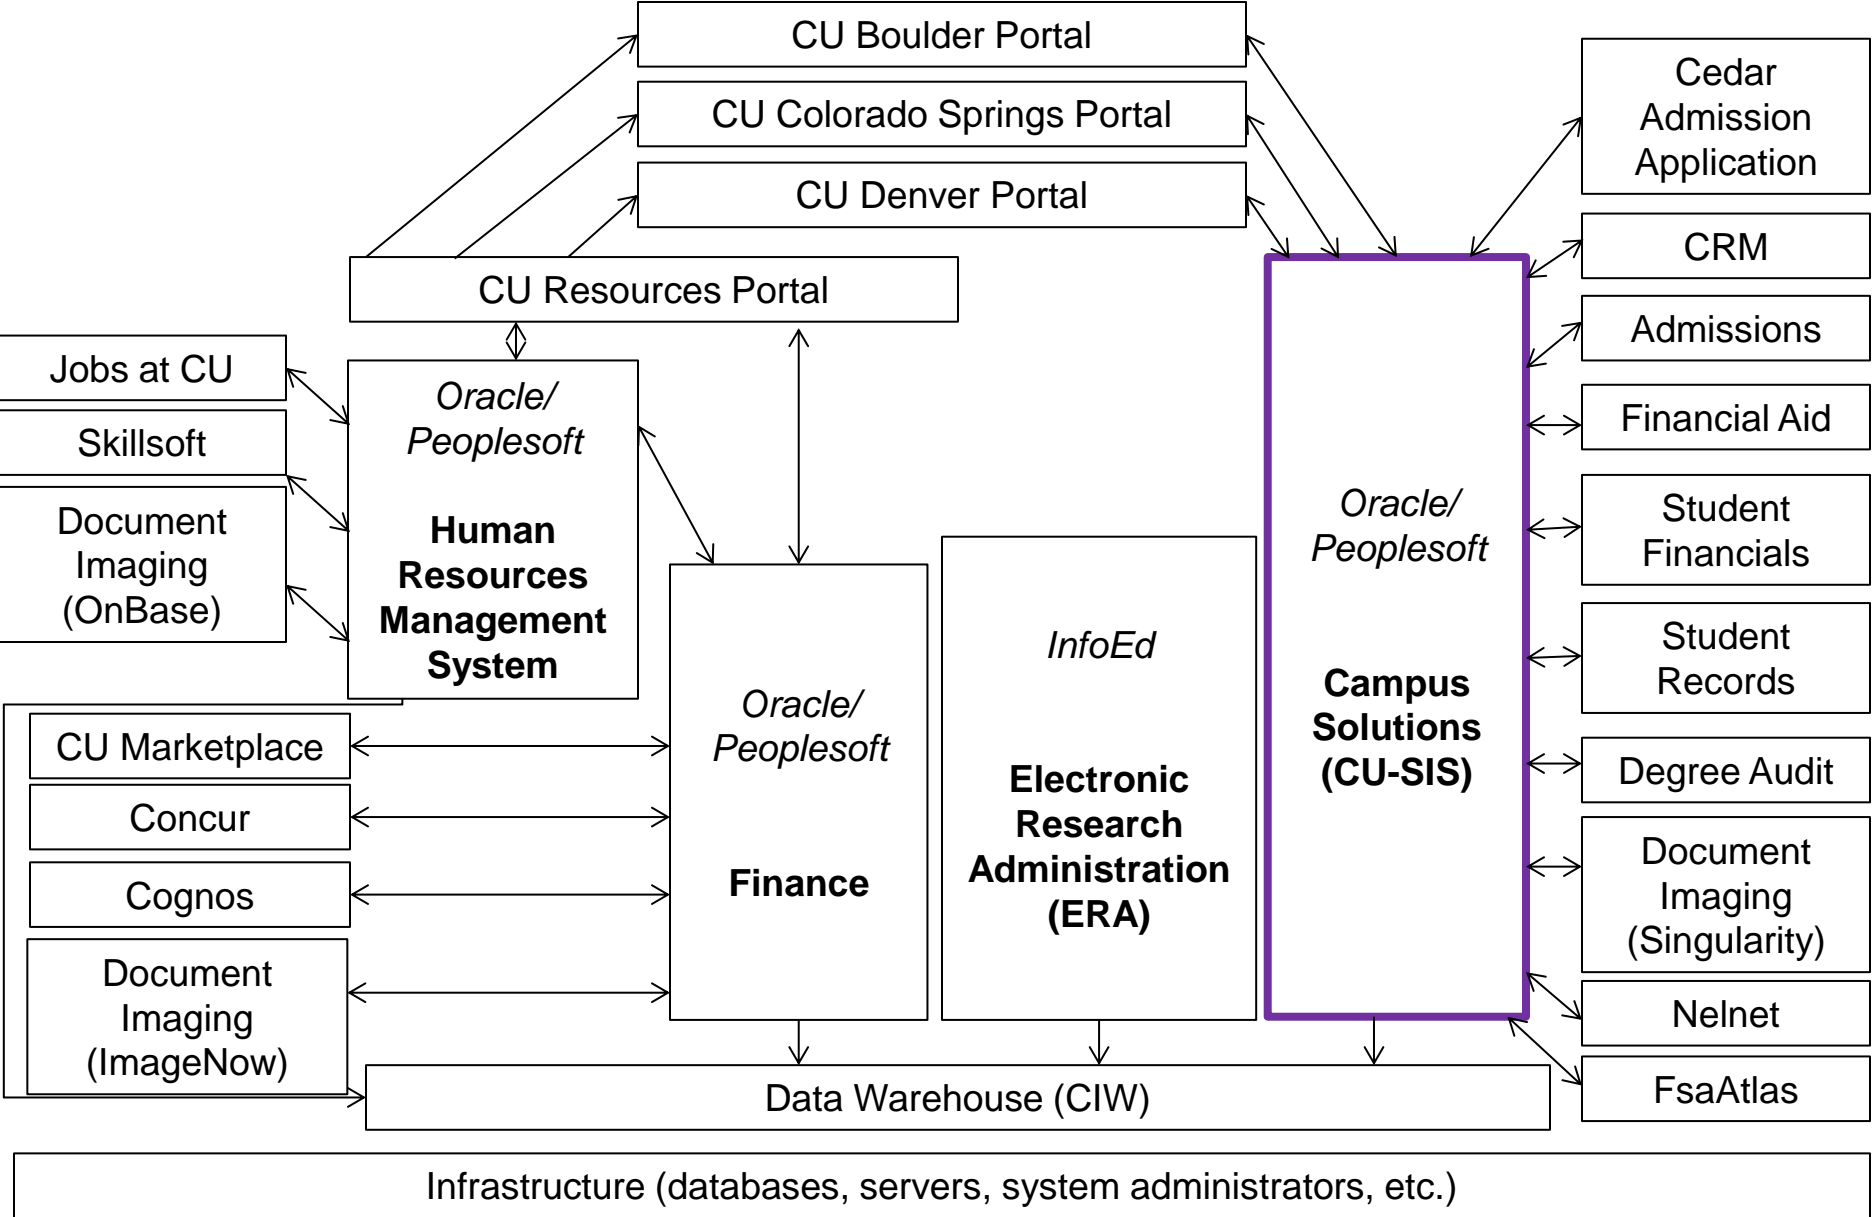 CU Boulder Portal
CU Colorado Springs Portal
CU Denver Portal
CU Resources Portal
Jobs at CU
Skillsoft
Document
Imaging
(OnBase)
Oracle/
Peoplesoft
Human
Resources
Management
System
CU Marketplace
Concur
Cognos
Document
Imaging
(ImageNow)
Oracle/
Peoplesoft
Finance
InfoEd
Electronic
Research
Administration
(ERA)
Oracle/
Peoplesoft
Campus
Solutions
(CU-SIS)
Cedar
Admission
Application
CRM
Admissions
Financial Aid
Student
Financials
Student
Records
Degree Audit
Document
Imaging
(Singularity)
Nelnet
FsaAtlas
Data Warehouse (CIW)
Infrastructure (databases, servers, system administrators, etc.)